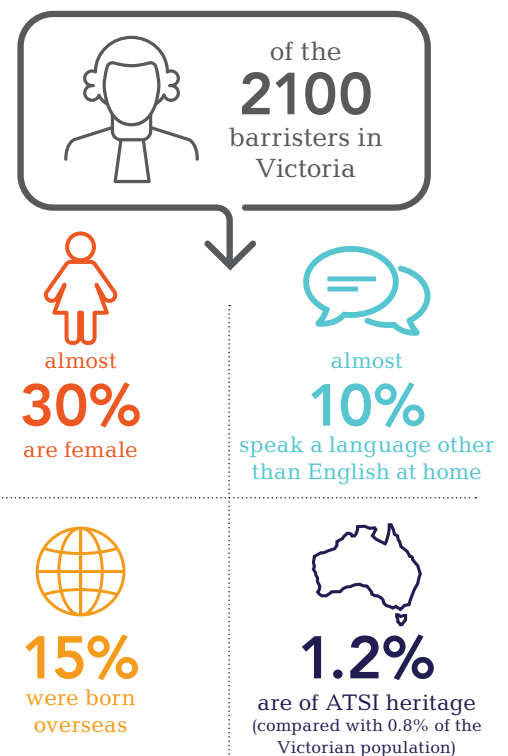 of the
2100
barristers in
Victoria
almost
30%
are female
almost
10%
speak a language other
than English at home
15%
were born
overseas
1.2%
are of ATSI heritage
(compared with 0.8% of the
Victorian population)